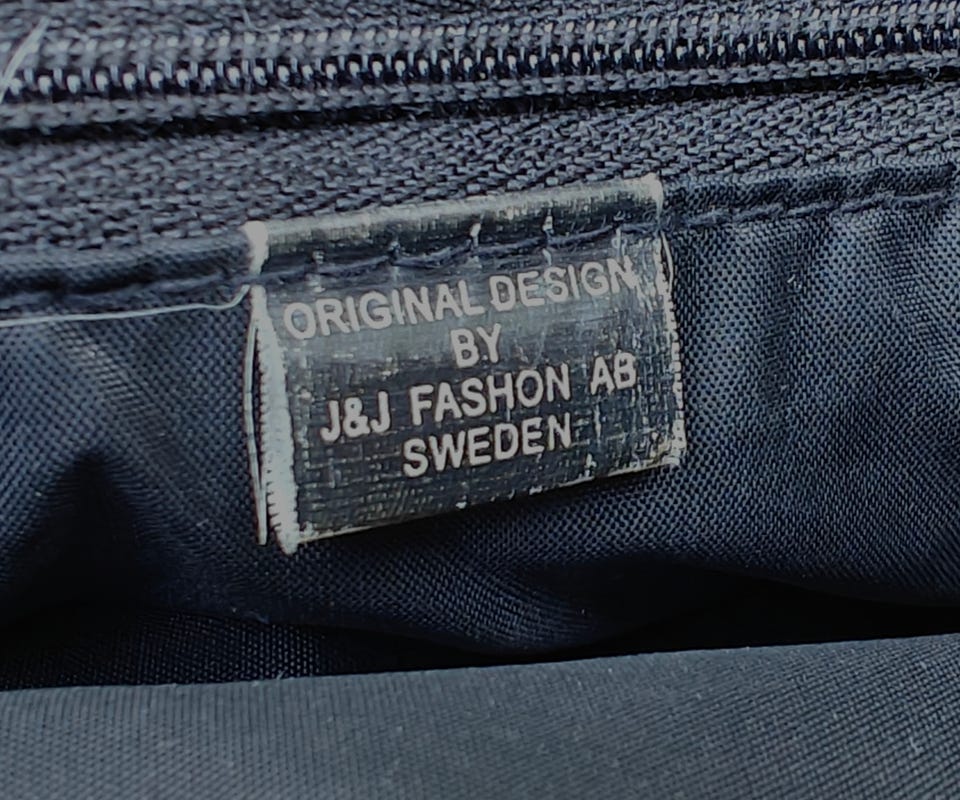 ORIGINAL DESIGN
BY
J&J FASHON AB
SWEDEN